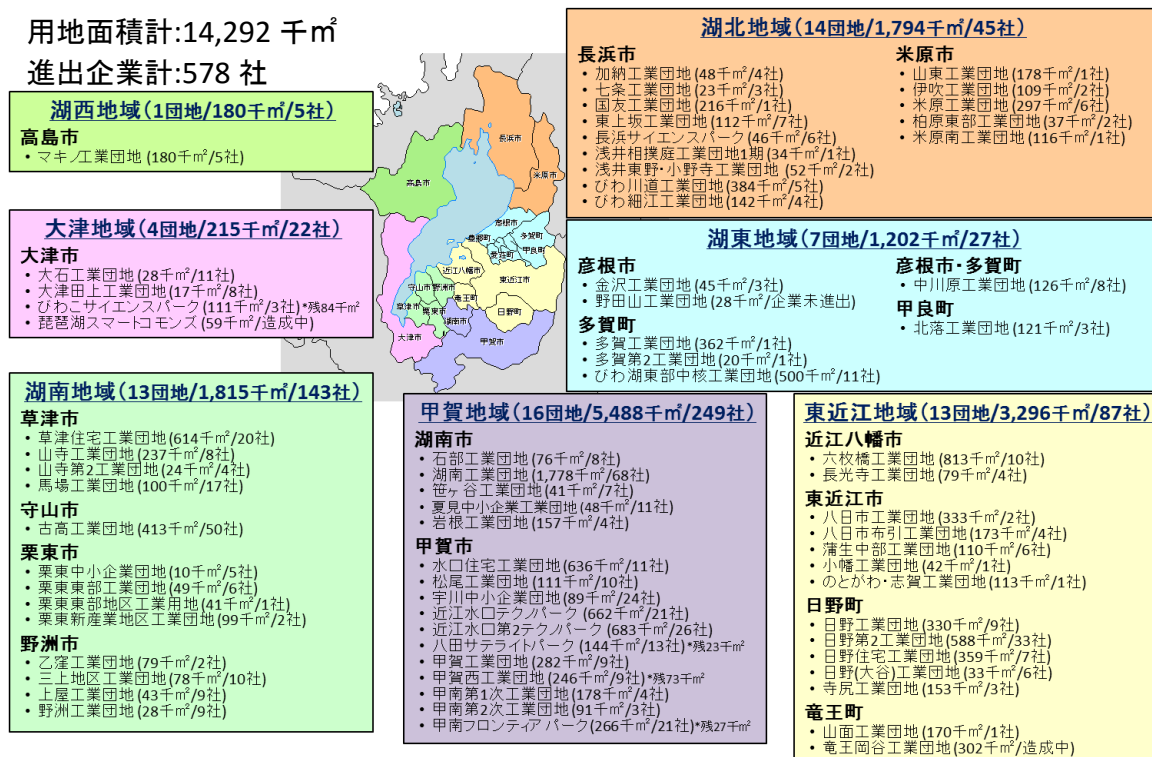 用地面積計:14,292 千㎡
進出企業計:578 社
湖西地域(1団地/180千㎡/5社)
高島市
• マキノ工業団地 (180千㎡/5社)
大津地域(4団地/215千㎡/22社)
大津市
• 大石工業団地 (28千㎡/11社)
• 大津田上工業団地 (17千㎡/8社)
• びわこサイエンスパーク (111千㎡/3社)*残84千㎡
• 琵琶湖スマートコモンズ (59千㎡/造成中)
湖南地域(13団地/1,815千㎡/143社)
草津市
• 草津住宅工業団地 (614千㎡/20社)
• 山寺工業団地 (237千㎡/8社)
• 山寺第2工業団地 (24千㎡/4社)
• 馬場工業団地 (100千㎡/17社)
守山市
• 古高工業団地 (413千㎡/50社)
栗東市
• 栗東中小企業団地 (10千㎡/5社)
• 栗東東部工業団地 (49千㎡/6社)
• 栗東東部地区工業用地 (41千㎡/1社)
• 栗東新産業地区工業団地 (99千㎡/2社)
野洲市
• 乙窪工業団地 (79千㎡/2社)
• 三上地区工業団地 (78千㎡/10社)
• 上屋工業団地 (43千㎡/9社)
• 野洲工業団地 (28千㎡/9社)
長浜市
米原市
高島市
彦根市
豊郷町
多賀町
甲良町
愛荘町
近江八幡市
東近江市
守山市
野洲市
竜王町
草津市
栗東市
湖南市
日野町
大津市
甲賀市
湖北地域(14団地/1,794千㎡/45社)
長浜市
• 加納工業団地 (48千㎡/4社)
• 七条工業団地 (23千㎡/3社)
• 国友工業団地 (216千㎡/1社)
• 東上坂工業団地 (112千㎡/7社)
• 長浜サイエンスパーク (46千㎡/6社)
• 浅井相撲庭工業団地1期 (34千㎡/1社)
• 浅井東野・小野寺工業団地 (52千㎡/2社)
• びわ川道工業団地 (384千㎡/5社)
• びわ細江工業団地 (142千㎡/4社)
米原市
• 山東工業団地 (178千㎡/1社)
• 伊吹工業団地 (109千㎡/2社)
• 米原工業団地 (297千㎡/6社)
• 柏原東部工業団地 (37千㎡/2社)
• 米原南工業団地 (116千㎡/1社)
湖東地域(7団地/1,202千㎡/27社)
彦根市
• 金沢工業団地 (45千㎡/3社)
• 野田山工業団地 (28千㎡/企業未進出)
多賀町
• 多賀工業団地 (362千㎡/1社)
• 多賀第2工業団地 (20千㎡/1社)
• びわ湖東部中核工業団地 (500千㎡/11社)
彦根市・多賀町
• 中川原工業団地 (126千㎡/8社)
甲良町
• 北落工業団地 (121千㎡/3社)
甲賀地域(16団地/5,488千㎡/249社)
湖南市
• 石部工業団地 (76千㎡/8社)
• 湖南工業団地 (1,778千㎡/68社)
• 笹ヶ谷工業団地 (41千㎡/7社)
• 夏見中小企業工業団地 (48千㎡/11社)
• 岩根工業団地 (157千㎡/4社)
甲賀市
• 水口住宅工業団地 (636千㎡/11社)
• 松尾工業団地 (111千㎡/10社)
• 宇川中小企業団地 (89千㎡/24社)
• 近江水口テクノパーク (662千㎡/21社)
• 近江水口第2テクノパーク (683千㎡/26社)
• 八田サテライトパーク (144千㎡/13社)*残23千㎡
• 甲賀工業団地 (282千㎡/9社)
• 甲賀西工業団地 (246千㎡/9社)*残73千㎡
• 甲南第1次工業団地 (178千㎡/4社)
• 甲南第2次工業団地 (91千㎡/3社)
• 甲南フロンティアパーク (266千㎡/21社)*残27千㎡
東近江地域(13団地/3,296千㎡/87社)
近江八幡市
• 六枚橋工業団地 (813千㎡/10社)
• 長光寺工業団地 (79千㎡/4社)
東近江市
• 八日市工業団地 (333千㎡/2社)
• 八日市布引工業団地 (173千㎡/4社)
• 蒲生中部工業団地 (110千㎡/6社)
• 小幡工業団地 (42千㎡/1社)
• のとがわ・志賀工業団地 (113千㎡/1社)
日野町
• 日野工業団地 (330千㎡/9社)
• 日野第2工業団地 (588千㎡/33社)
• 日野住宅工業団地 (359千㎡/7社)
• 日野(大谷)工業団地 (33千㎡/6社)
• 寺尻工業団地 (153千㎡/3社)
竜王町
• 山面工業団地 (170千㎡/1社)
• 竜王岡谷工業団地 (302千㎡/造成中)